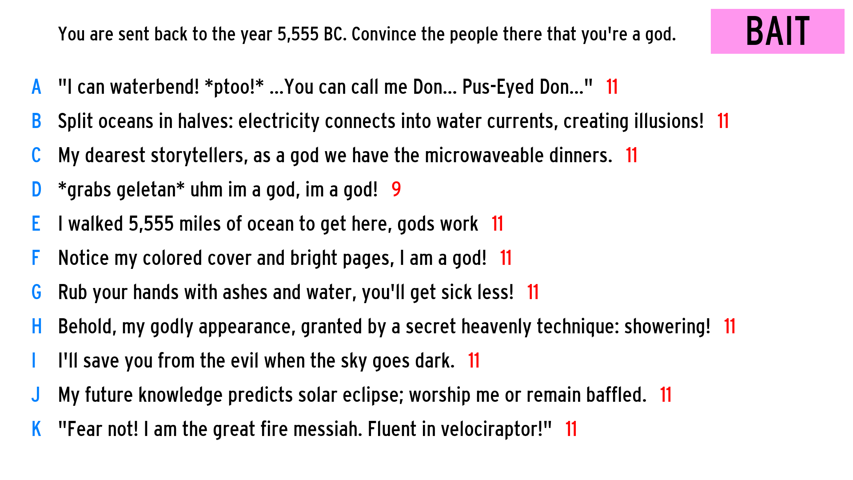 You are sent back to the year 5,555 BC. Convince the people there that you're a god.
BAIT
A "I can waterbend! *ptoo!* ...You can call me Don... Pus-Eyed Don..." 11
B Split oceans in halves: electricity connects into water currents, creating illusions! 11
C My dearest storytellers, as a god we have the microwaveable dinners. 11
D *grabs geletan* uhm im a god, im a god! 9
E I walked 5,555 miles of ocean to get here, gods work 11
F Notice my colored cover and bright pages, I am a god! 11
G Rub your hands with ashes and water, you'll get sick less! 11
H Behold, my godly appearance, granted by a secret heavenly technique: showering! 11
I I'll save you from the evil when the sky goes dark. 11
J My future knowledge predicts solar eclipse; worship me or remain baffled. 11
K "Fear not! I am the great fire messiah. Fluent in velociraptor!" 11